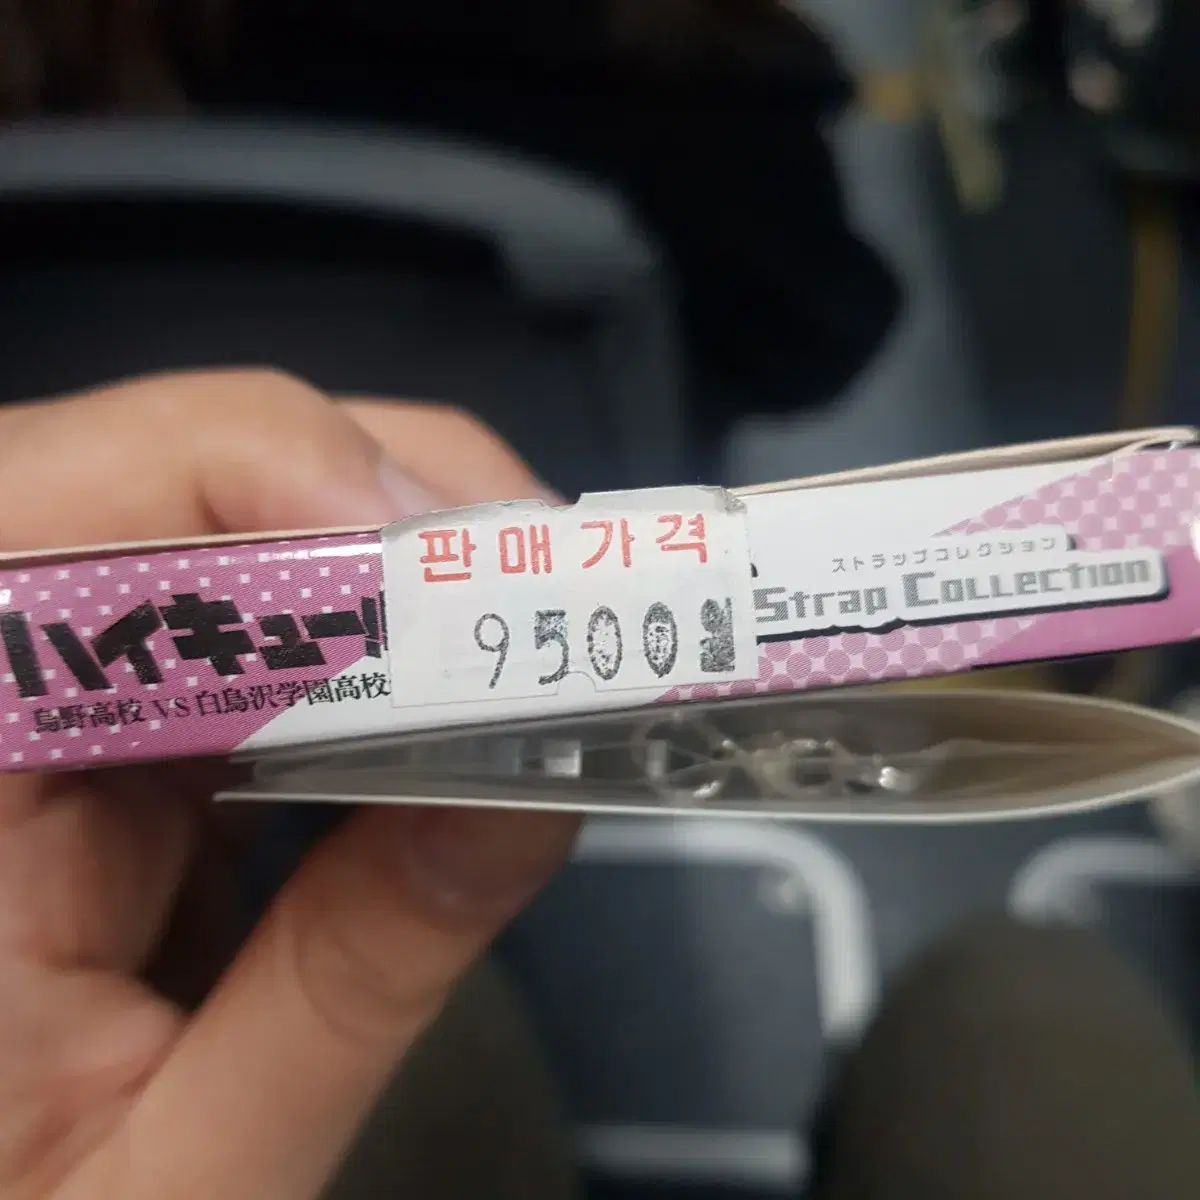 판매가격
9500원
ハイキュー!!
烏野高校 VS 白鳥沢学園高校
ストラップコレクション
Strap Collection